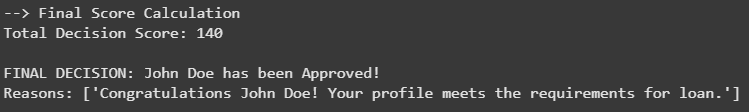 --> Final Score Calculation
Total Decision Score: 140
FINAL DECISION: John Doe has been Approved!
Reasons: ['Congratulations John Doe! Your profile meets the requirements for loan.']